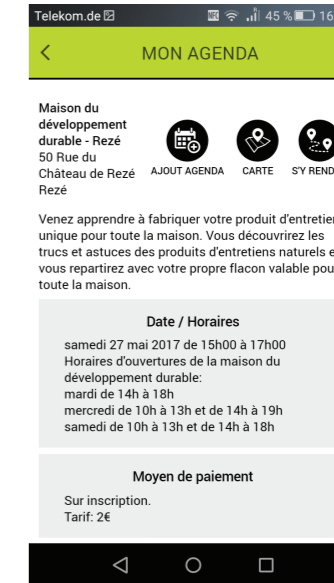 Telekom.de 45 % 16
MON AGENDA
Maison du
développement
durable - Rezé
50 Rue du
Château de Rezé
Rezé
AJOUT AGENDA CARTE S'Y REND
Venez apprendre à fabriquer votre produit d'entretien
unique pour toute la maison. Vous découvrirez les
trucs et astuces des produits d'entretiens naturels e
vous repartirez avec votre propre flacon valable pou
toute la maison.
Date / Horaires
samedi 27 mai 2017 de 15h00 à 17h00
Horaires d'ouvertures de la maison du
développement durable:
mardi de 14h à 18h
mercredi de 10h à 13h et de 14h à 19h
samedi de 10h à 13h et de 14h à 18h
Moyen de paiement
Sur inscription.
Tarif: 2€